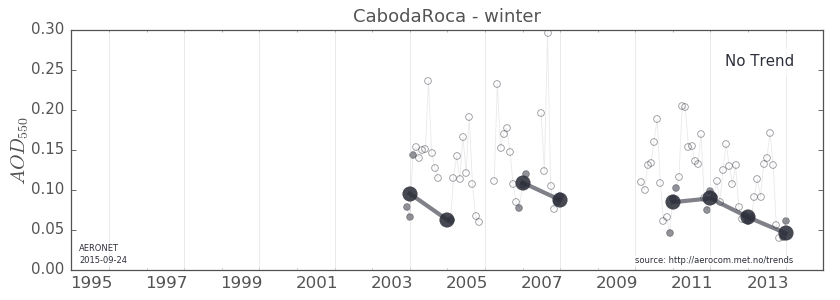 CabodaRoca - winter
0.30
0.25
0.20
0.15
0.10
0.05
0.00
AOD550
No Trend
AERONET
2015-09-24
source: http://aerocom.met.no/trends
1995 1997 1999 2001 2003 2005 2007 2009 2011 2013